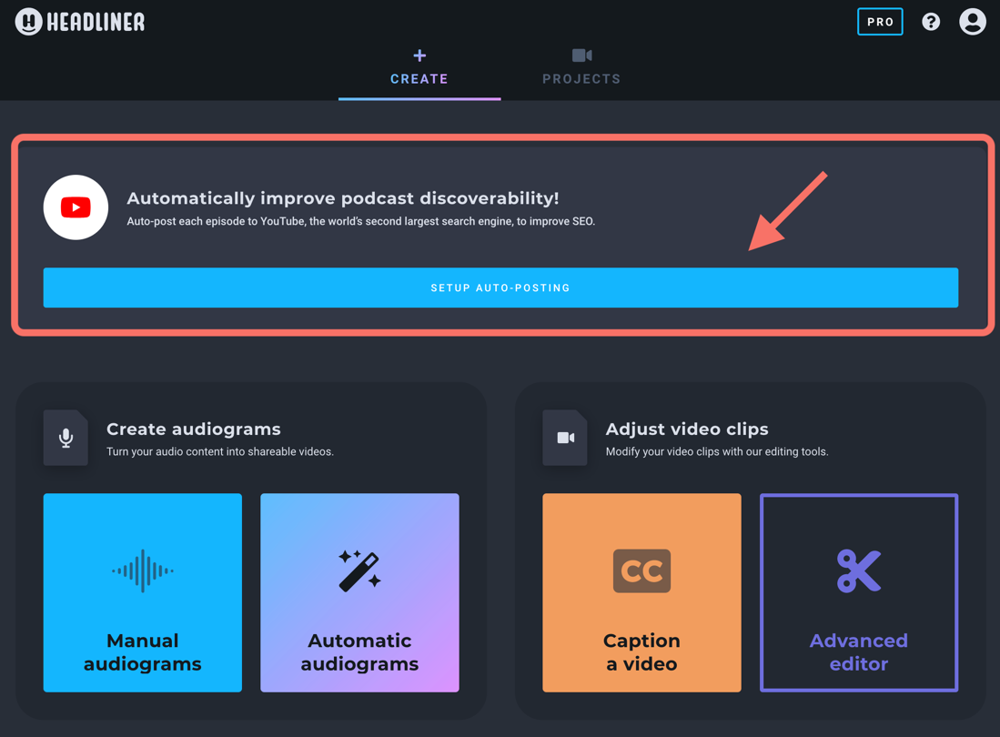 HEADLINER
PRO
?
CREATE
PROJECTS
Automatically improve podcast discoverability!
Auto-post each episode to YouTube, the world's second largest search engine, to improve SEO.
SETUP AUTO-POSTING
Create audiograms
Turn your audio content into shareable videos.
Adjust video clips
Modify your video clips with our editing tools.
Manual
audiograms
Automatic
audiograms
CC
Caption
a video
Advanced
editor